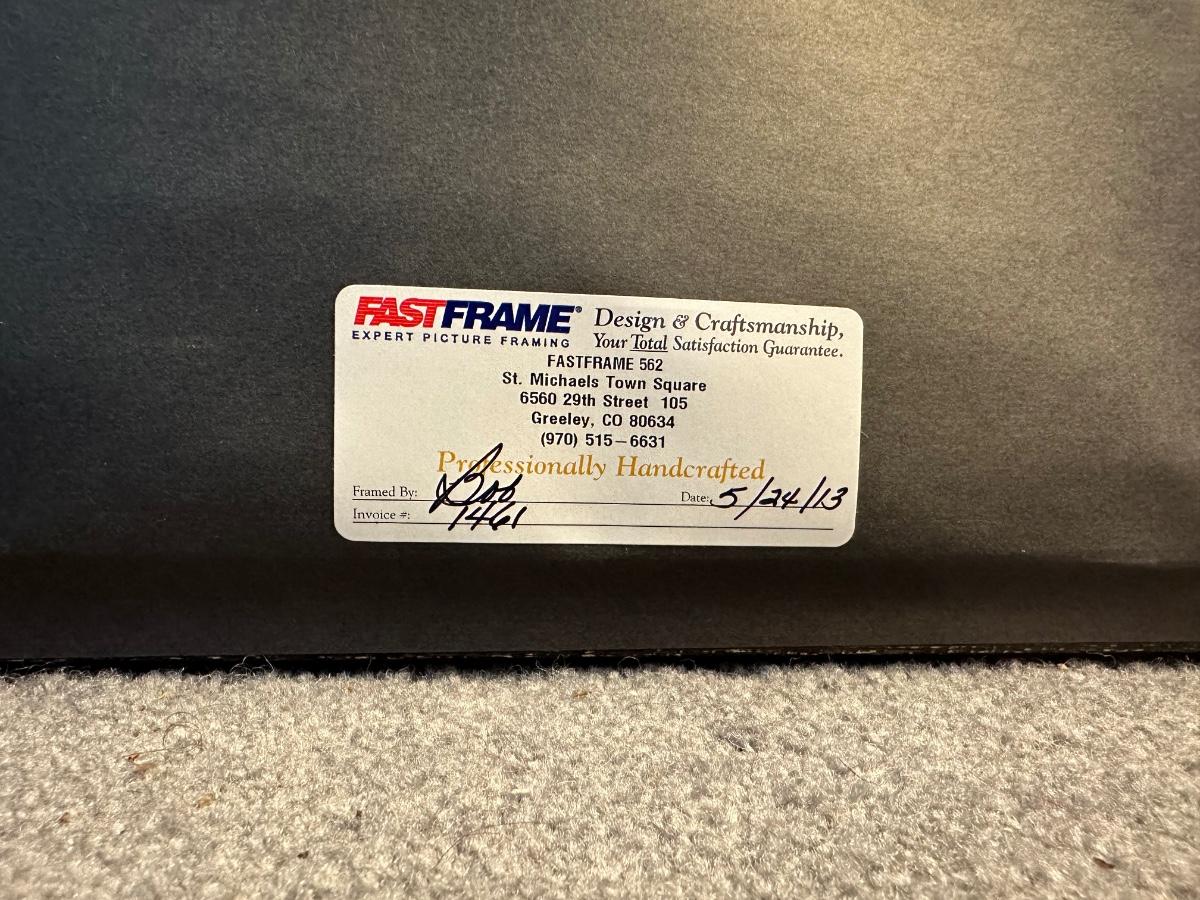 FASTFRAME® Design & Craftsmanship,
EXPERT PICTURE FRAMING Your Total Satisfaction Guarantee.
FASTFRAME 562
St. Michaels Town Square
6560 29th Street 105
Greeley, CO 80634
(970) 515-6631
Professionally Handcrafted
Framed By: Bob Date: 5/24/13
Invoice #: 1461